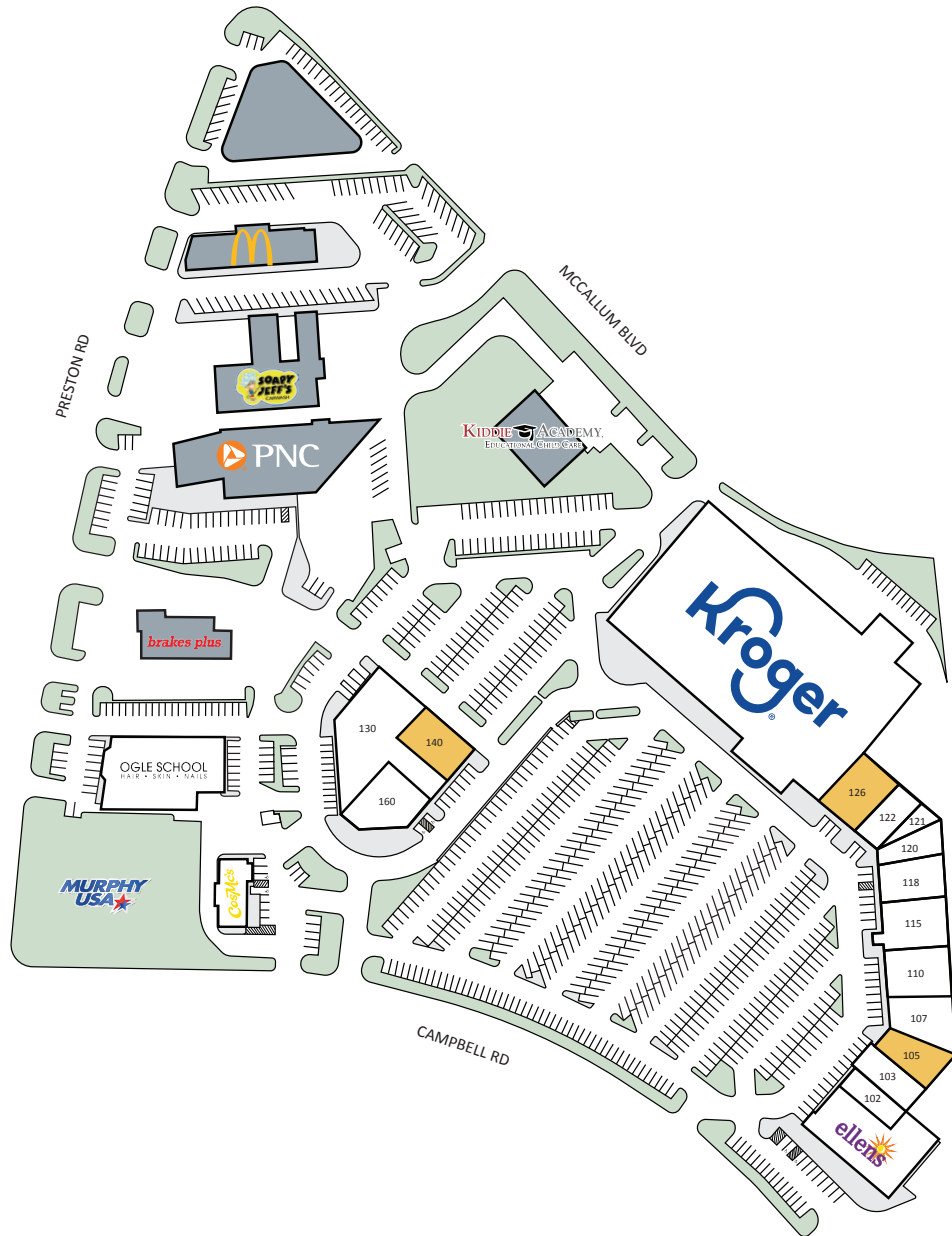 MCCALLUM BLVD
PRESTON RD
SOAPY
JEFF'S
CARWASH
KIDDIE ACADEMY
EDUCATIONAL CHILD CARE
PNC
Kroger
®
brakes plus
130
140
160
OGLE SCHOOL
HAIR • SKIN • NAILS
126
122
121
120
118
115
110
107
105
103
102
MURPHY
USA
CosMc's
CAMPBELL RD
ellens